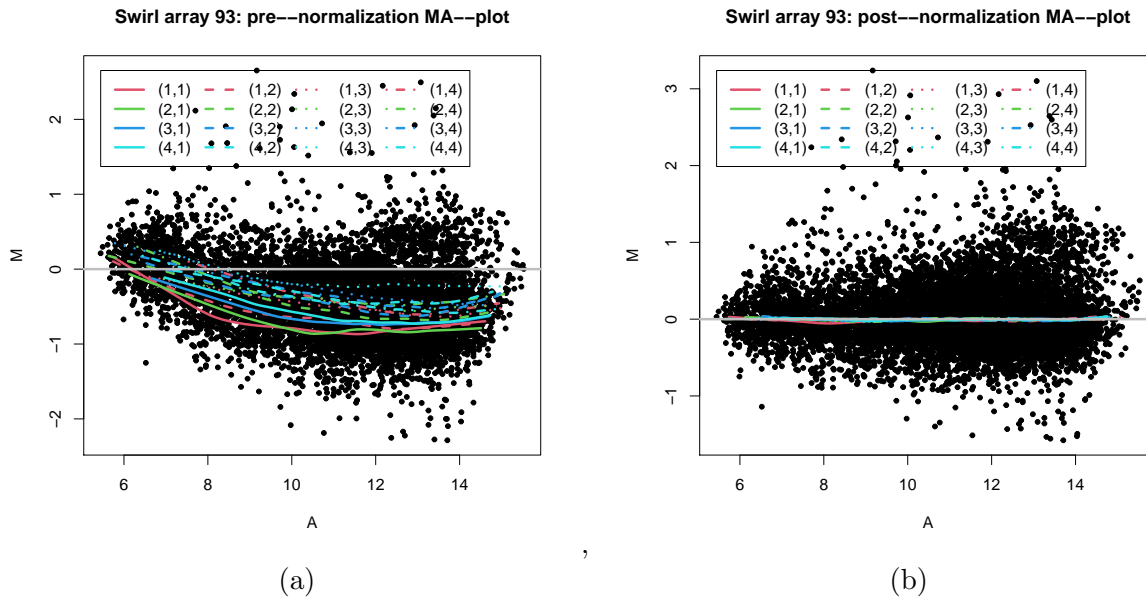 Swirl array 93: pre−−normalization MA−−plot
M
2
1
0
−1
−2
(1,1) (1,2) (1,3) (1,4)
(2,1) (2,2) (2,3) (2,4)
(3,1) (3,2) (3,3) (3,4)
(4,1) (4,2) (4,3) (4,4)
6 8 10 12 14
A
,
(a)
Swirl array 93: post−−normalization MA−−plot
M
3
2
1
0
−1
(1,1) (1,2) (1,3) (1,4)
(2,1) (2,2) (2,3) (2,4)
(3,1) (3,2) (3,3) (3,4)
(4,1) (4,2) (4,3) (4,4)
6 8 10 12 14
A
(b)